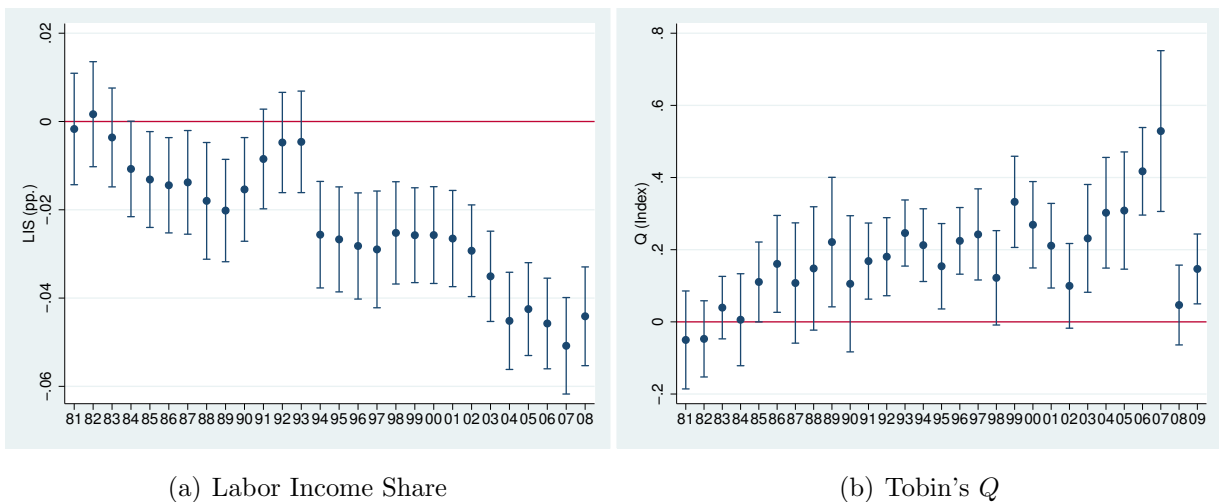 .02
0
-.02
-.04
-.06
LIS (pp.)
81 82 83 84 85 86 87 88 89 90 91 92 93 94 95 96 97 98 99 00 01 02 03 04 05 06 07 08
(a) Labor Income Share
.8
.6
.4
.2
0
-.2
Q (Index)
81 82 83 84 85 86 87 88 89 90 91 92 93 94 95 96 97 98 99 00 01 02 03 04 05 06 07 08 09
(b) Tobin's Q